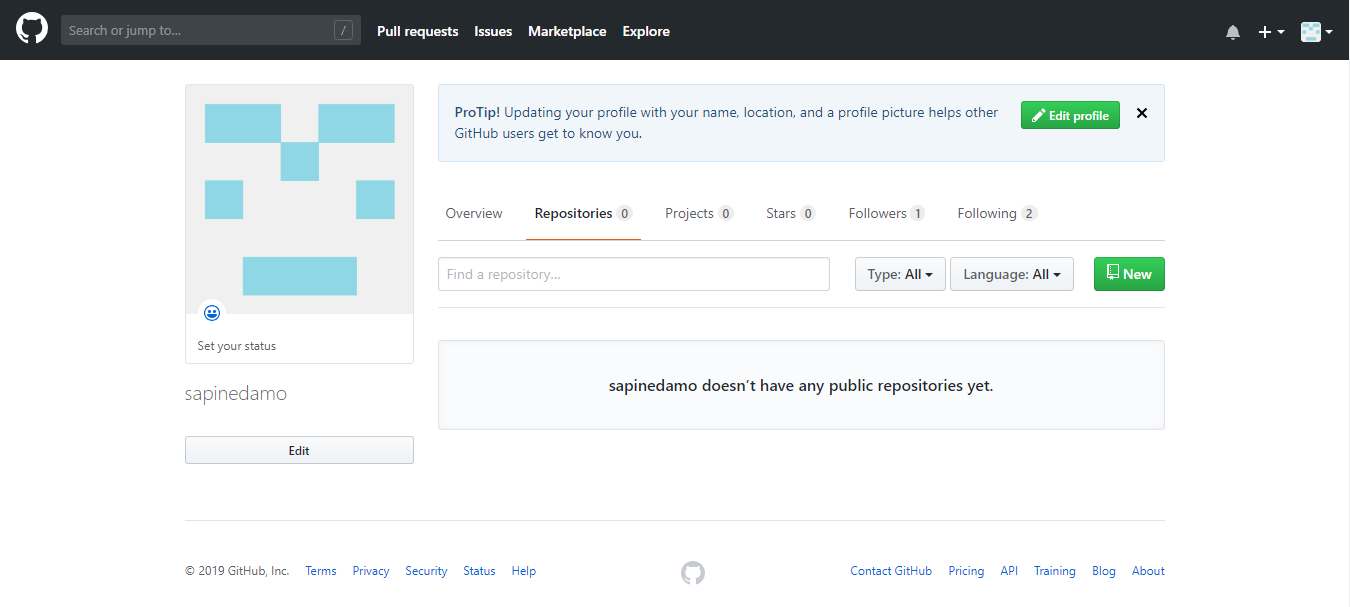 Search or jump to... / Pull requests Issues Marketplace Explore
ProTip! Updating your profile with your name, location, and a profile picture helps other
GitHub users get to know you.
Edit profile
Set your status
sapinedamo
Edit
Overview Repositories 0 Projects 0 Stars 0 Followers 1 Following 2
Find a repository... Type: All Language: All New
sapinedamo doesn’t have any public repositories yet.
© 2019 GitHub, Inc. Terms Privacy Security Status Help Contact GitHub Pricing API Training Blog About